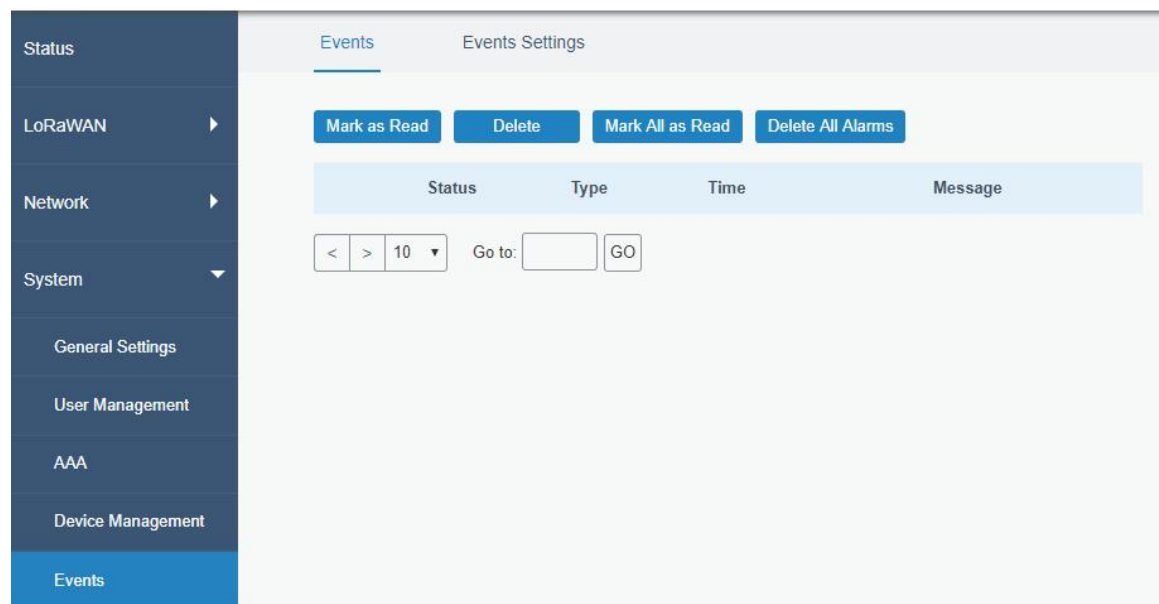 Status
LoRaWAN
Network
System
General Settings
User Management
AAA
Device Management
Events
Events Events Settings
Mark as Read Delete Mark All as Read Delete All Alarms
Status Type Time Message
< > 10 Go to: GO